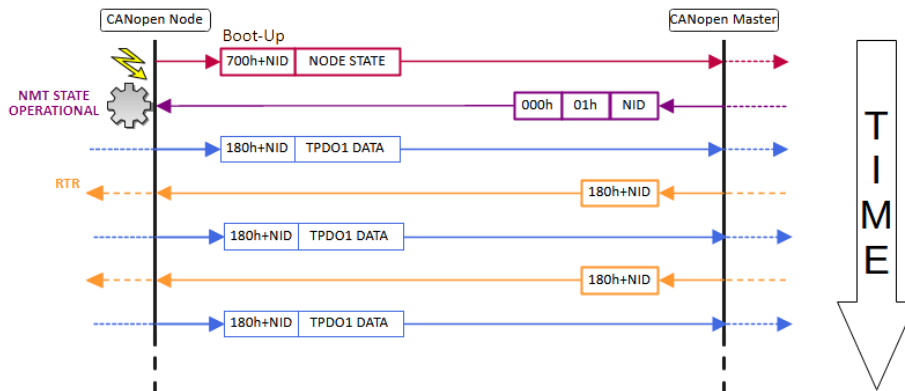 CANopen Node
CANopen Master
Boot-Up
700h+NID NODE STATE
NMT STATE
OPERATIONAL
000h 01h NID
180h+NID TPDO1 DATA
RTR
180h+NID
180h+NID TPDO1 DATA
180h+NID
180h+NID TPDO1 DATA
TIME